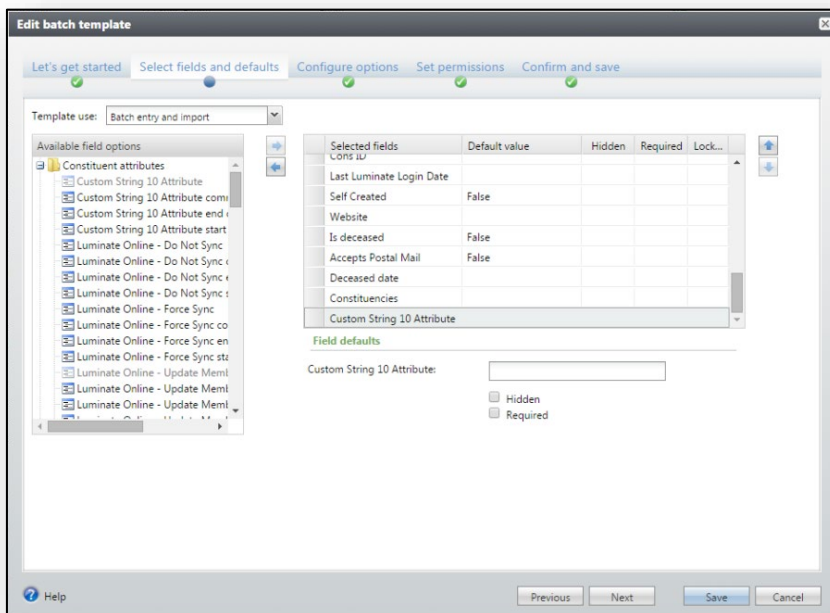 Edit batch template
Let's get started Select fields and defaults Configure options Set permissions Confirm and save
Template use: Batch entry and import
Available field options
Constituent attributes
Custom String 10 Attribute
Custom String 10 Attribute com
Custom String 10 Attribute end
Custom String 10 Attribute start
Luminate Online - Do Not Sync
Luminate Online - Do Not Sync
Luminate Online - Do Not Sync e
Luminate Online - Do Not Sync s
Luminate Online - Force Sync
Luminate Online - Force Sync co
Luminate Online - Force Sync en
Luminate Online - Force Sync sta
Luminate Online - Update Memb
Luminate Online - Update Memb
Luminate Online - Update Memb
Selected fields Default value Hidden Required Lock...
Cons ID
Last Luminate Login Date
Self Created False
Website
Is deceased False
Accepts Postal Mail False
Deceased date
Constituencies
Custom String 10 Attribute
Field defaults
Custom String 10 Attribute:
Hidden
Required
Help Previous Next Save Cancel